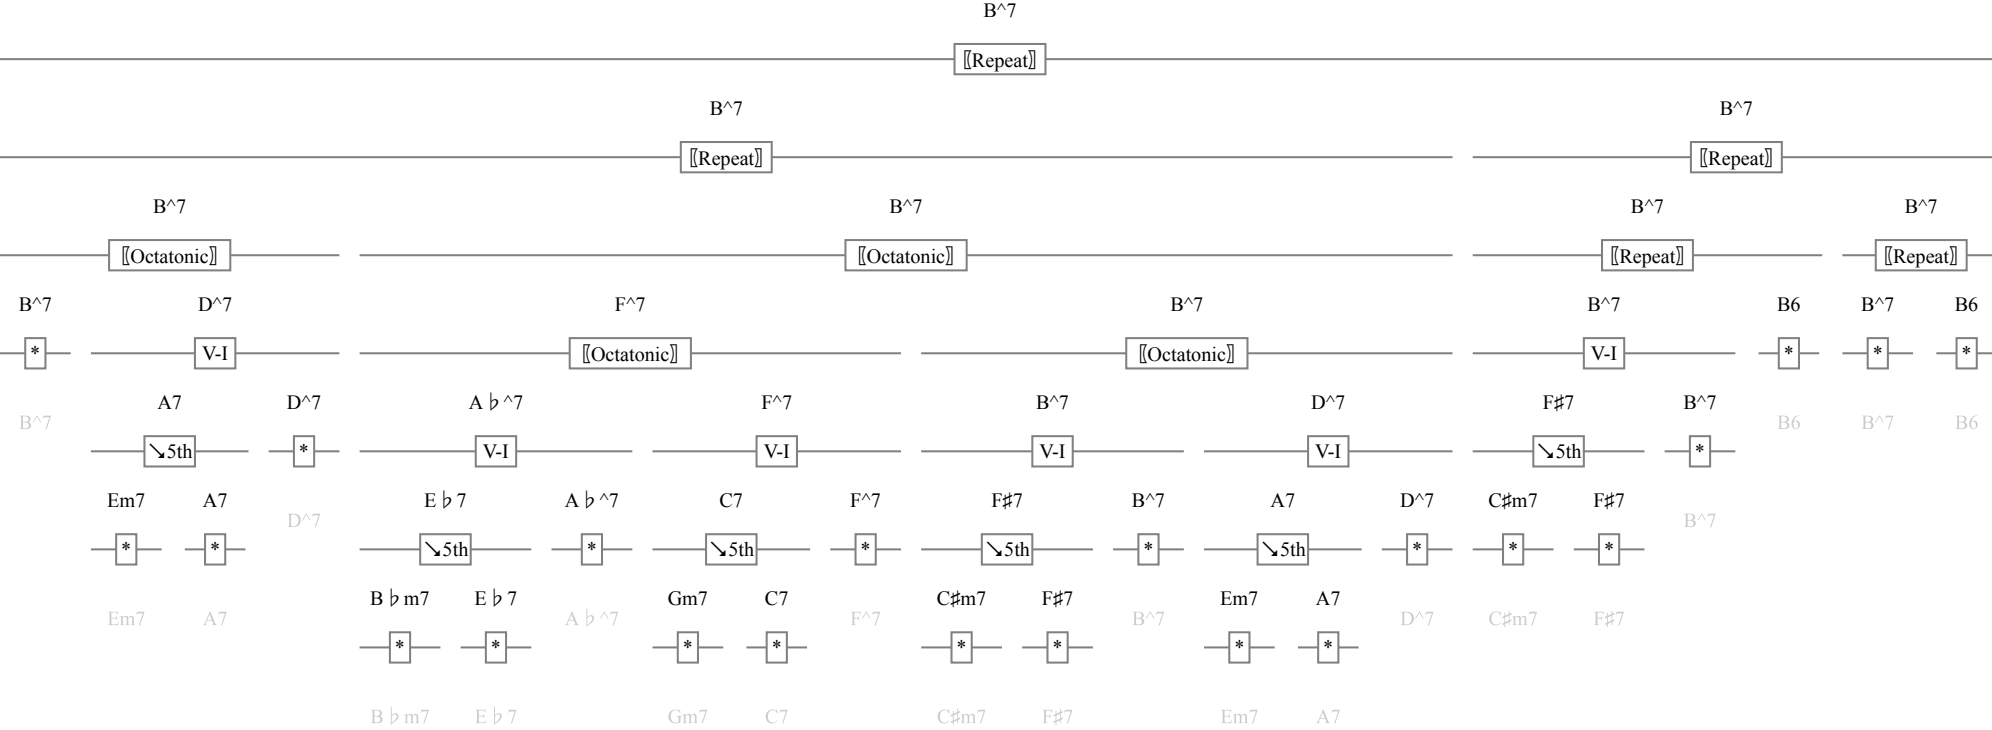 B^7
〖Repeat〗
B^7 B^7
〖Repeat〗 〖Repeat〗
B^7 B^7 B^7 B^7
〖Octatonic〗 〖Octatonic〗 〖Repeat〗 〖Repeat〗
B^7 D^7 F^7 B^7 B^7 B6 B^7 B6
* V-I 〖Octatonic〗 〖Octatonic〗 V-I * * *
B^7 A7 D^7 A♭^7 F^7 B^7 D^7 F♯7 B^7 B6 B^7 B6
↘5th * V-I V-I V-I V-I ↘5th *
Em7 A7 D^7 E♭7 A♭^7 C7 F^7 F♯7 B^7 A7 D^7 C♯m7 F♯7 B^7
* * ↘5th * ↘5th * ↘5th * ↘5th * * *
Em7 A7 B♭m7 E♭7 A♭^7 Gm7 C7 F^7 C♯m7 F♯7 B^7 Em7 A7 D^7 C♯m7 F♯7
* * * * * * * *
B♭m7 E♭7 Gm7 C7 C♯m7 F♯7 Em7 A7